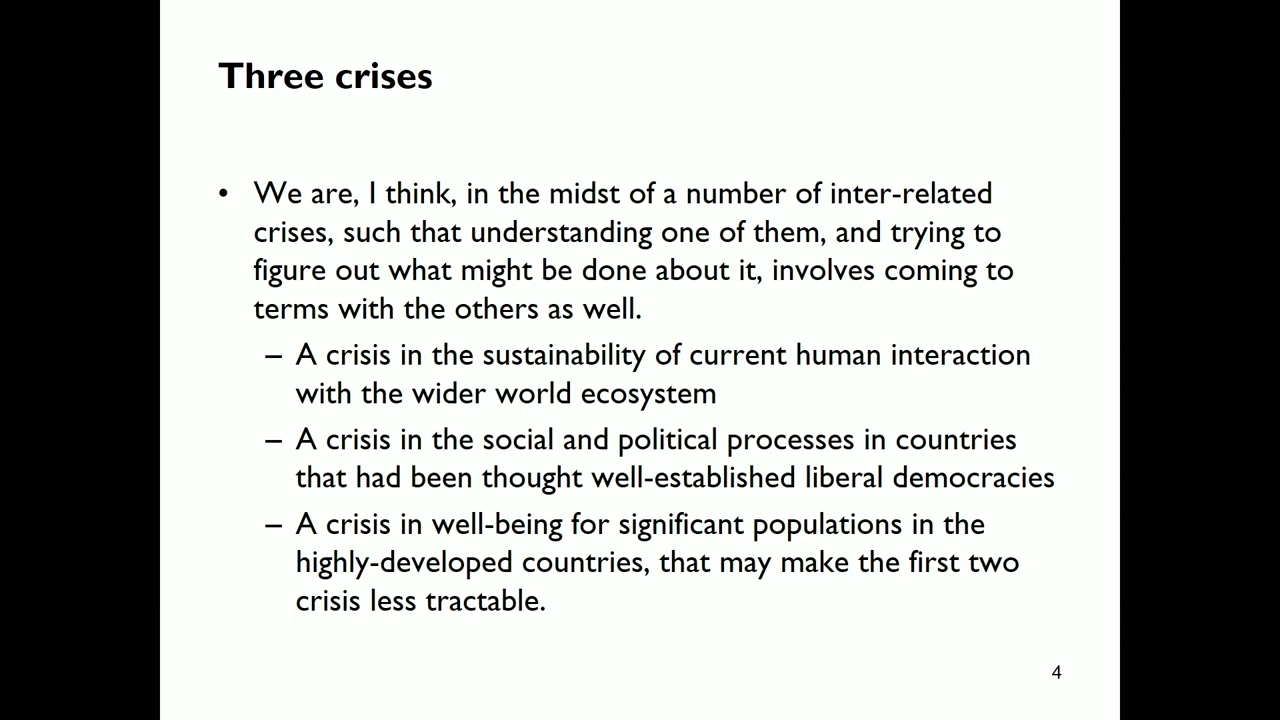 Three crises
• We are, I think, in the midst of a number of inter-related
crises, such that understanding one of them, and trying to
figure out what might be done about it, involves coming to
terms with the others as well.
– A crisis in the sustainability of current human interaction
with the wider world ecosystem
– A crisis in the social and political processes in countries
that had been thought well-established liberal democracies
– A crisis in well-being for significant populations in the
highly-developed countries, that may make the first two
crisis less tractable.
4